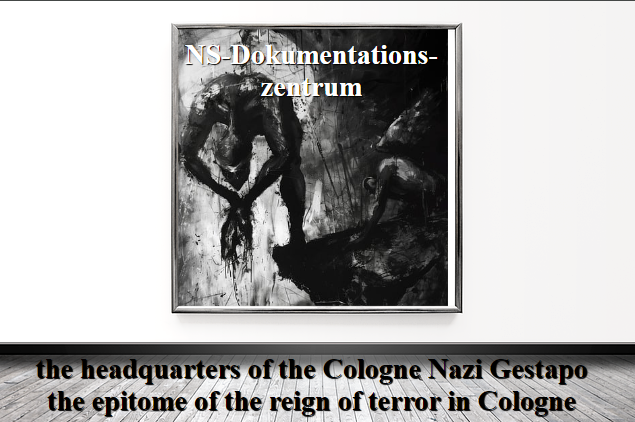 NS-Dokumentations-
zentrum
the headquarters of the Cologne Nazi Gestapo
the epitome of the reign of terror in Cologne